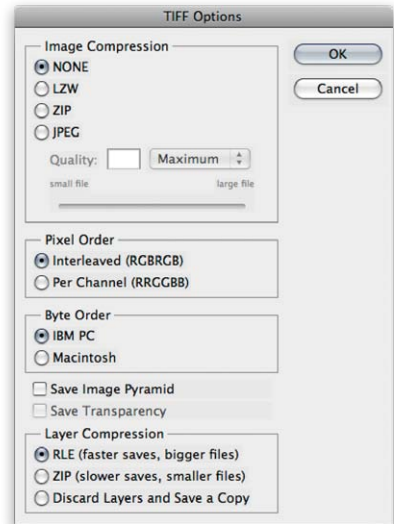 TIFF Options
Image Compression
NONE
LZW
ZIP
JPEG
Quality: Maximum
small file large file
OK
Cancel
Pixel Order
Interleaved (RGBRGB)
Per Channel (RRGGBB)
Byte Order
IBM PC
Macintosh
Save Image Pyramid
Save Transparency
Layer Compression
RLE (faster saves, bigger files)
ZIP (slower saves, smaller files)
Discard Layers and Save a Copy